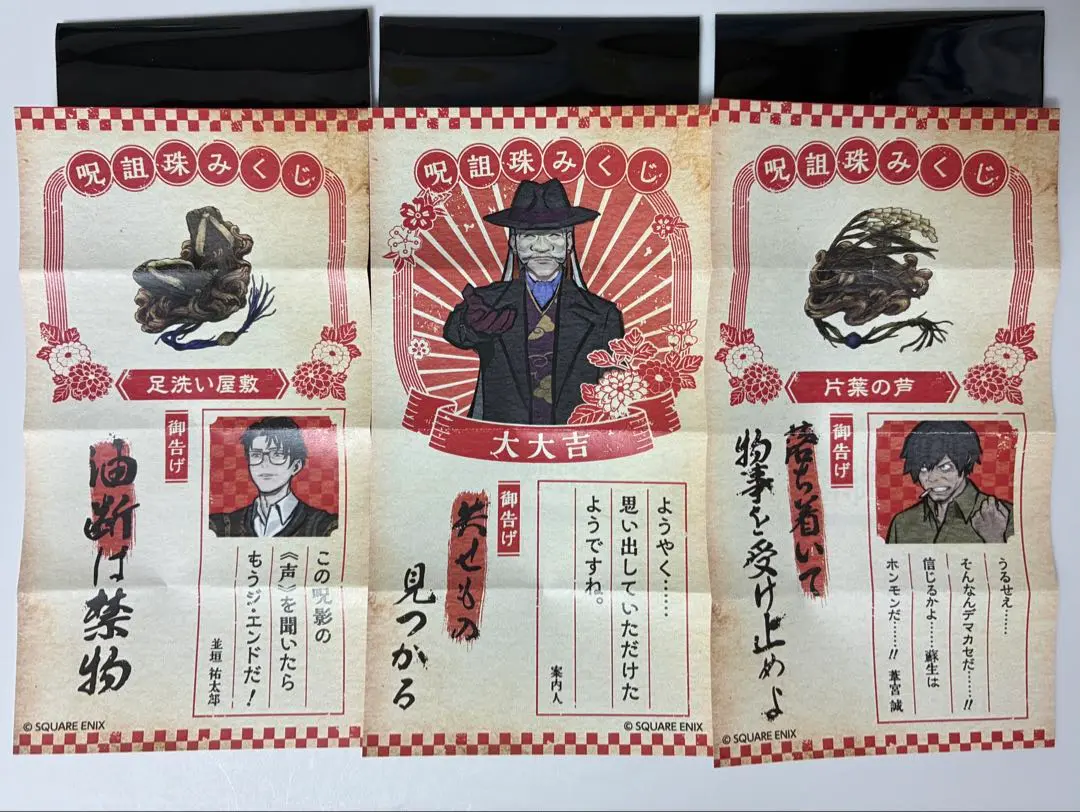 呪詛珠みくじ
足洗い屋敷
御告げ
油断は禁物
この呪影の
《声》を聞いたら
もうジ・エンドだ！
並垣 祐太郎
© SQUARE ENIX
呪詛珠みくじ
大大吉
御告げ
失せもの
見つかる
ようやく……
思い出していただけた
ようですね。
案内人
© SQUARE ENIX
呪詛珠みくじ
片葉の芦
御告げ
落ち着いて
物事を受け止めよ
うるせえ……
そんなんデマカセだ……!!
信じるかよ……蘇生は
ホンモンだ……!!
葦宮 誠
© SQUARE ENIX